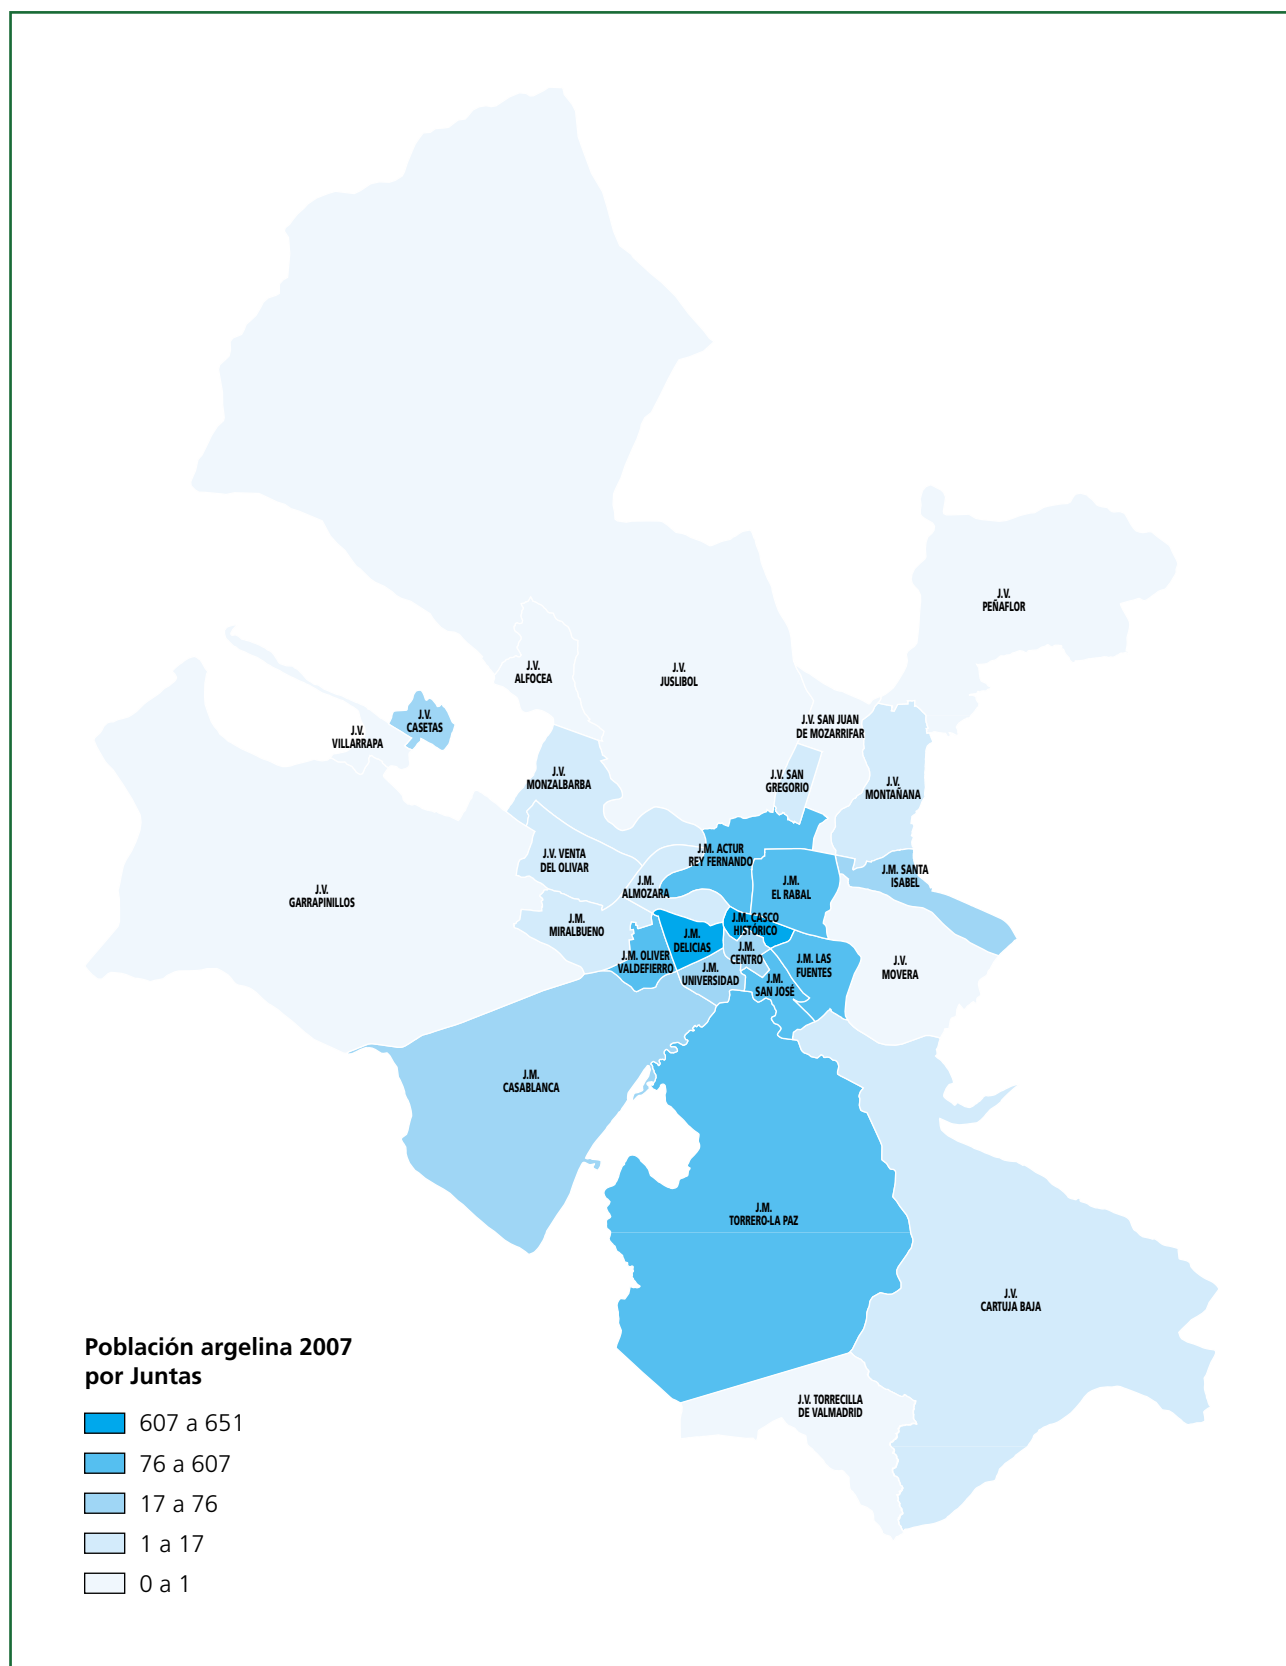 J.V.
PEÑAFLOR
J.V.
ALFOCEA
J.V.
JUSLIBOL
J.V.
CASETAS
J.V.
VILLARRAPA
J.V. SAN JUAN
DE MOZARRIFAR
J.V.
MONZALBARBA
J.V. SAN
GREGORIO
J.V.
MONTAÑANA
J.M. ACTUR
REY FERNANDO
J.V. VENTA
DEL OLIVAR
J.M. SANTA
ISABEL
J.M.
ALMOZARA
J.M.
EL RABAL
J.V.
GARRAPINILLOS
J.M.
MIRALBUENO
J.M. CASCO
HISTÓRICO
J.M.
DELICIAS
J.M. OLIVER
VALDEFIERRO
J.M.
CENTRO
J.M. LAS
FUENTES
J.V.
MOVERA
J.M.
UNIVERSIDAD
J.M.
SAN JOSÉ
J.M.
CASABLANCA
J.M.
TORRERO-LA PAZ
J.V.
CARTUJA BAJA
J.V. TORRECILLA
DE VALMADRID
Población argelina 2007
por Juntas
607 a 651
76 a 607
17 a 76
1 a 17
0 a 1